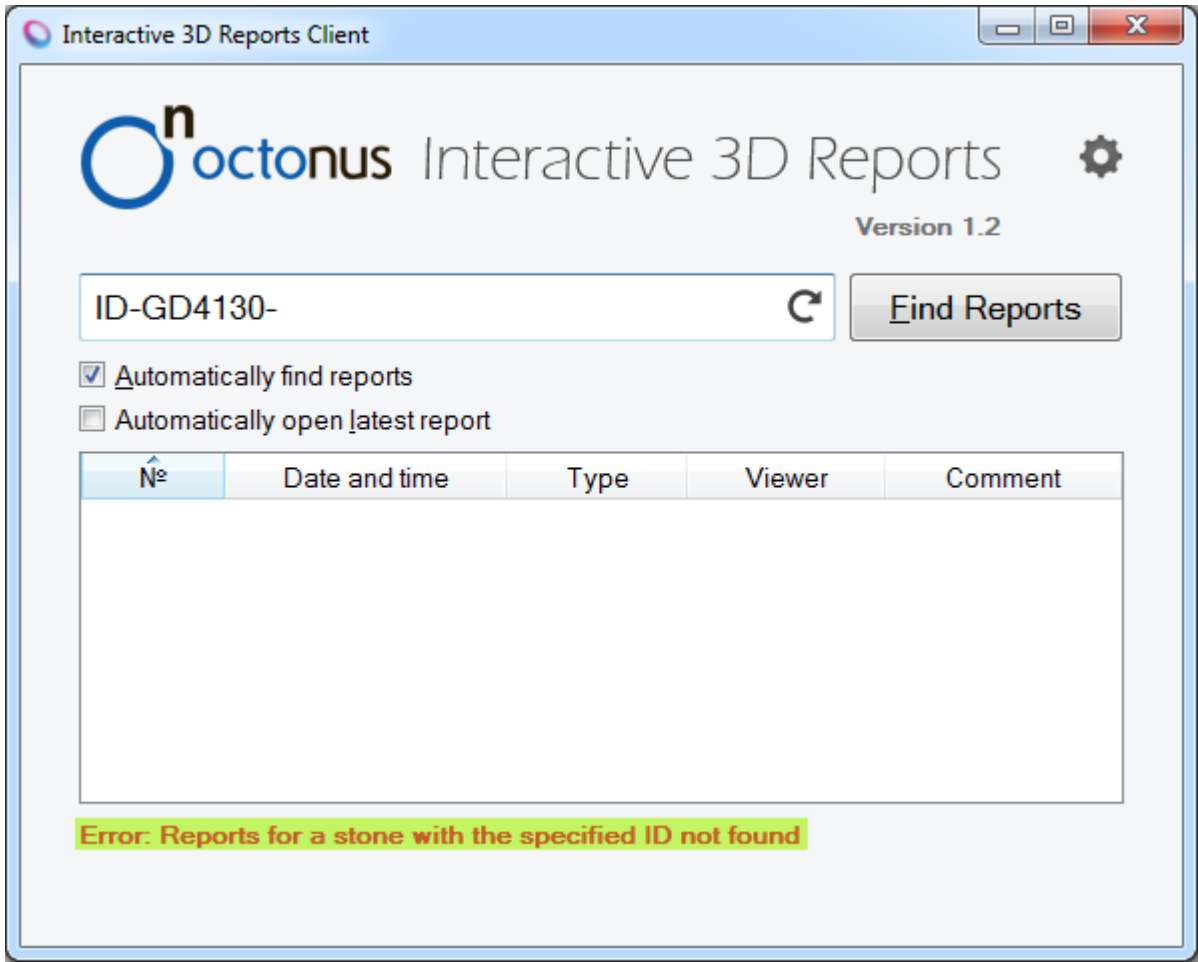 Interactive 3D Reports Client
n
octonus Interactive 3D Reports
Version 1.2
ID-GD4130- Find Reports
Automatically find reports
Automatically open latest report
№ Date and time Type Viewer Comment
Error: Reports for a stone with the specified ID not found